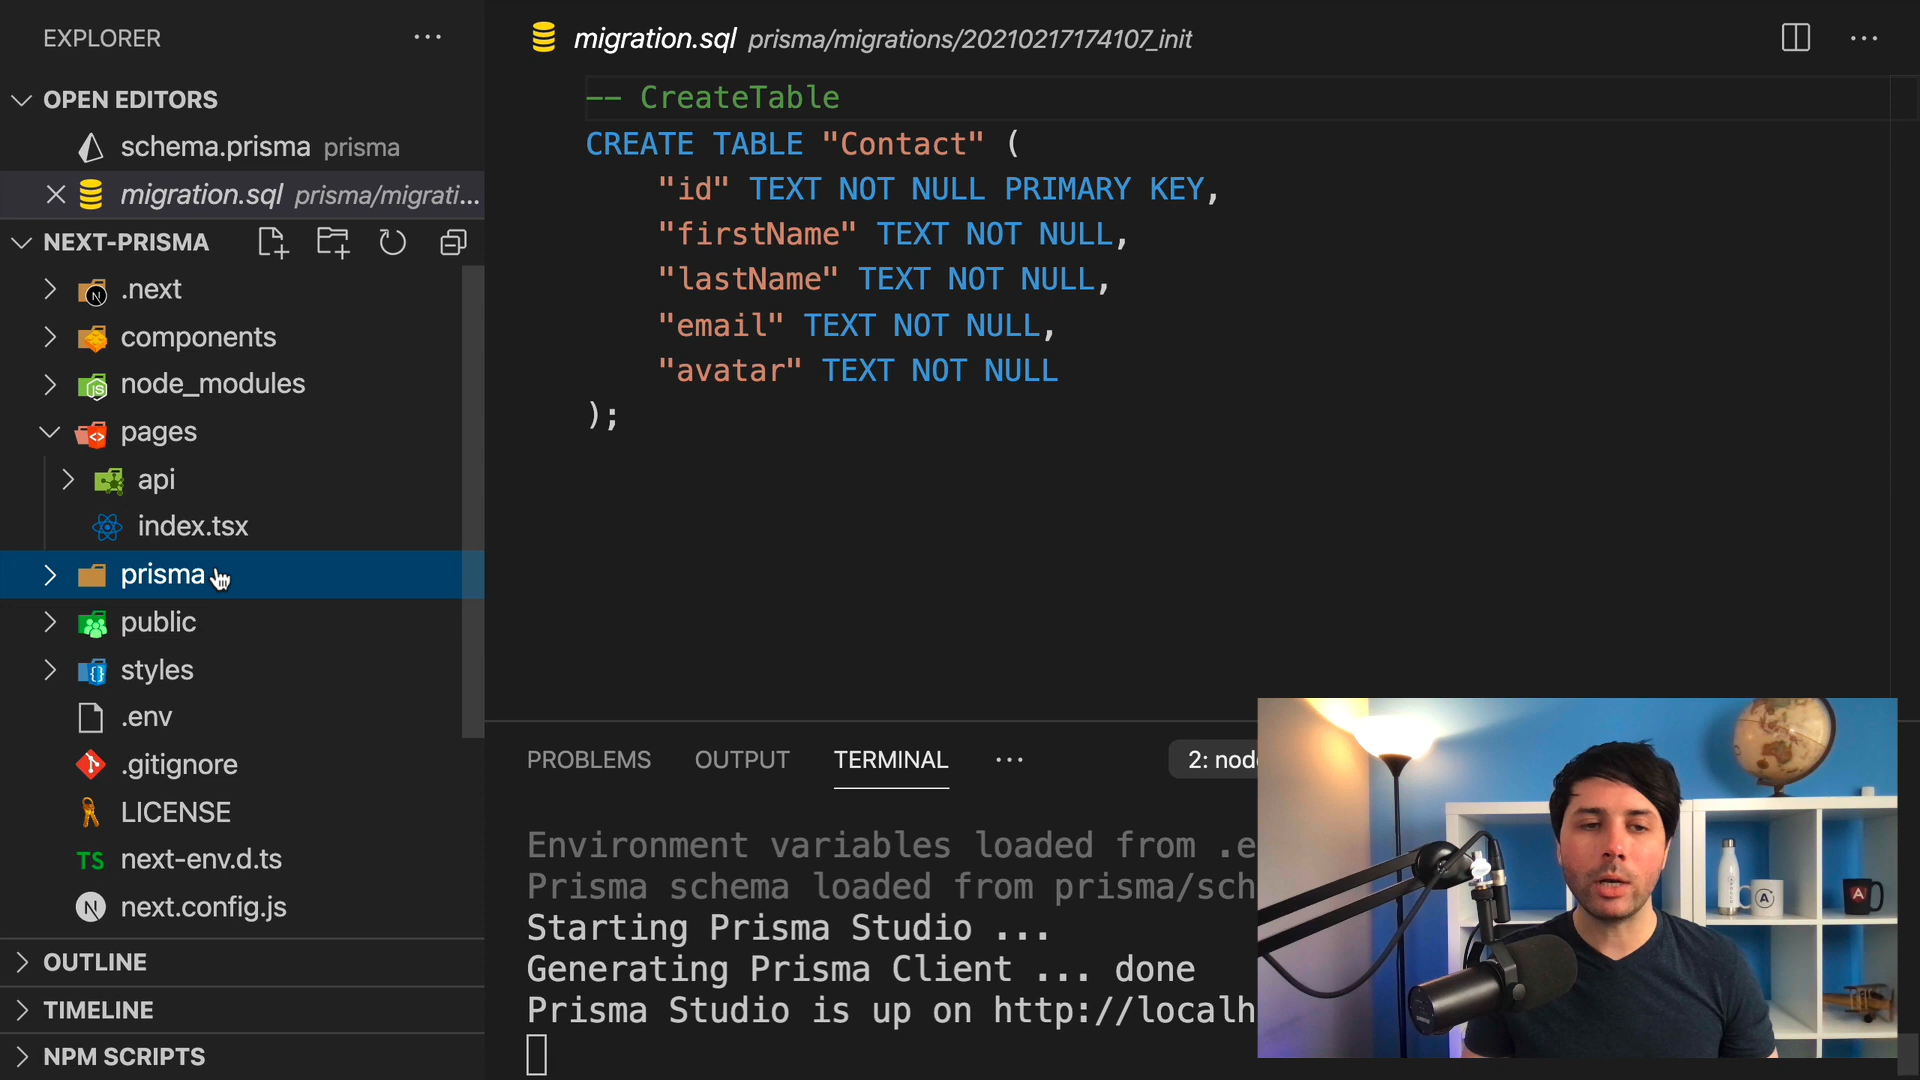 EXPLORER
migration.sql prisma/migrations/20210217174107_init
OPEN EDITORS
schema.prisma prisma
migration.sql prisma/migrati...
NEXT-PRISMA
.next
components
node_modules
pages
api
index.tsx
prisma
public
styles
.env
.gitignore
LICENSE
next-env.d.ts
next.config.js
OUTLINE
TIMELINE
NPM SCRIPTS
-- CreateTable
CREATE TABLE "Contact" (
"id" TEXT NOT NULL PRIMARY KEY,
"firstName" TEXT NOT NULL,
"lastName" TEXT NOT NULL,
"email" TEXT NOT NULL,
"avatar" TEXT NOT NULL
);
PROBLEMS OUTPUT TERMINAL ... 2: nod
Environment variables loaded from .e
Prisma schema loaded from prisma/sch
Starting Prisma Studio ...
Generating Prisma Client ... done
Prisma Studio is up on http://localh